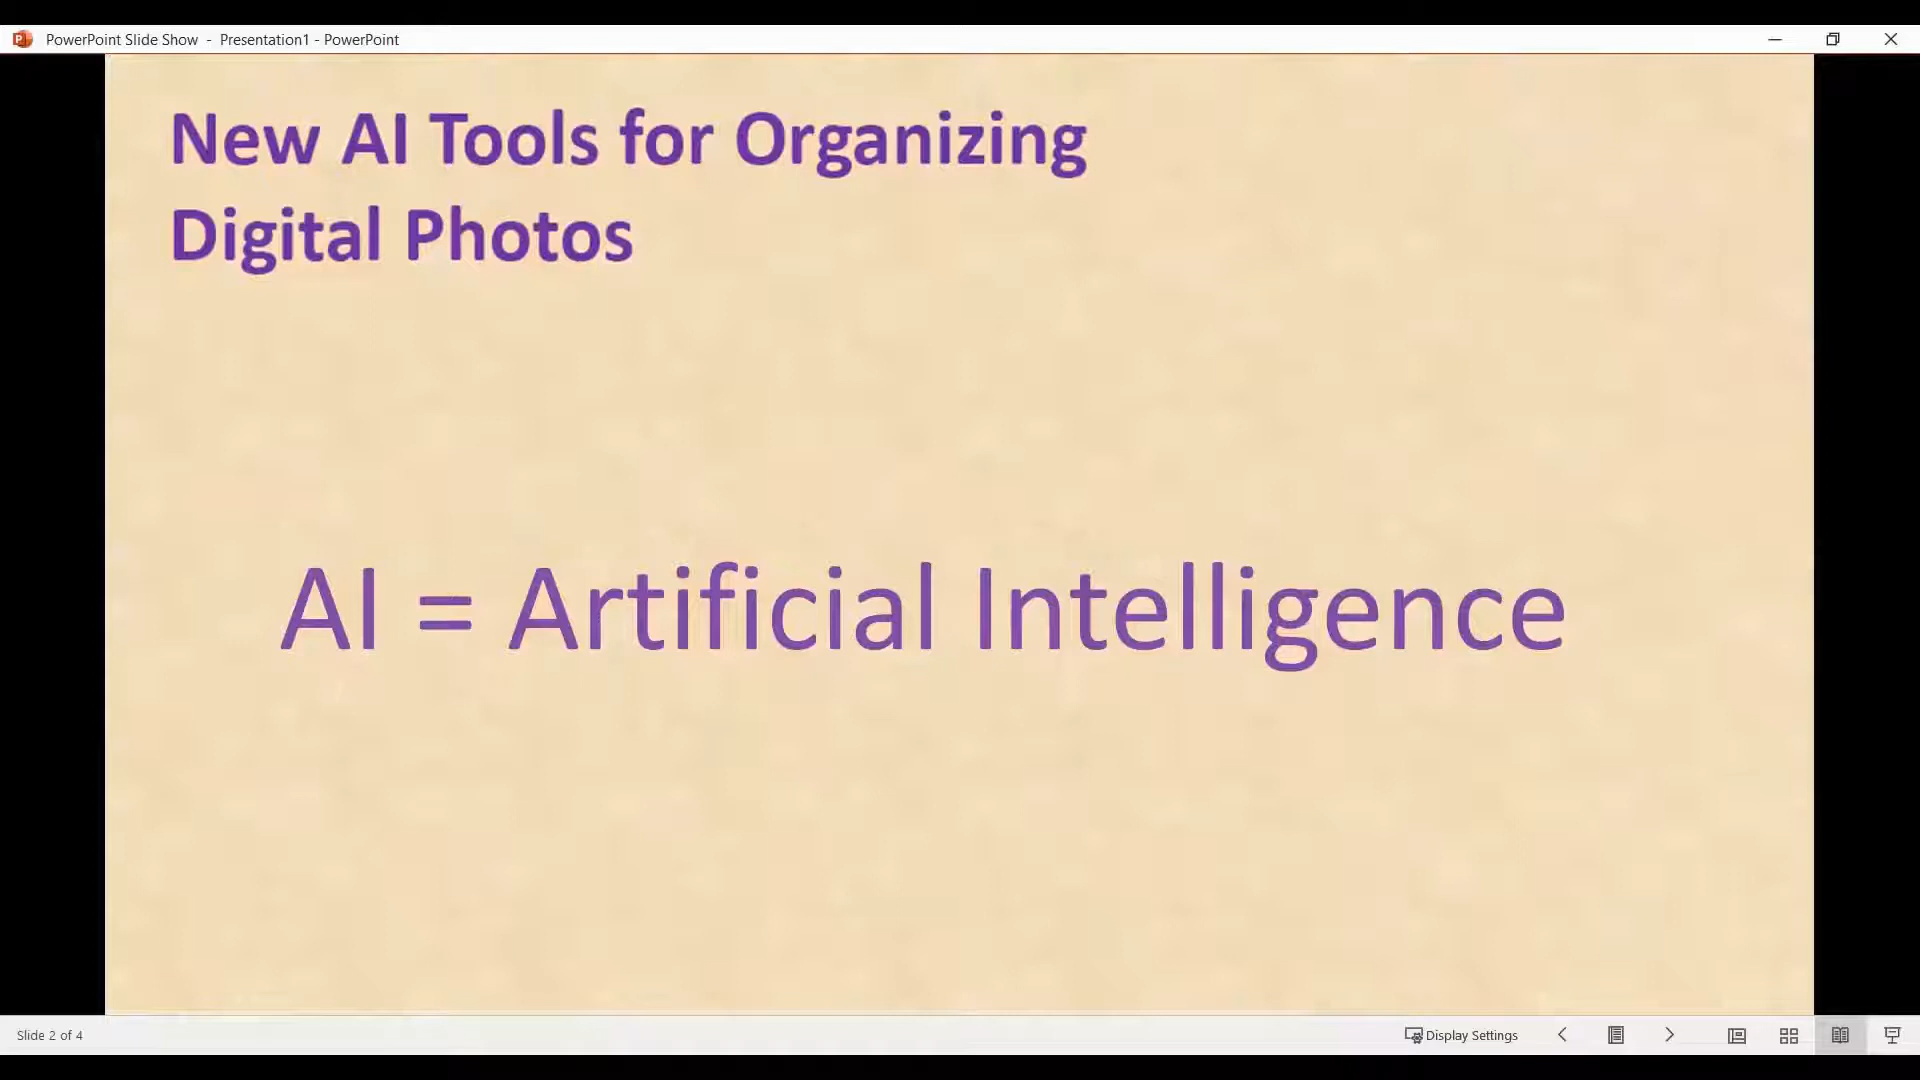 PowerPoint Slide Show - Presentation1 - PowerPoint
New AI Tools for Organizing
Digital Photos
AI = Artificial Intelligence
Slide 2 of 4
Display Settings